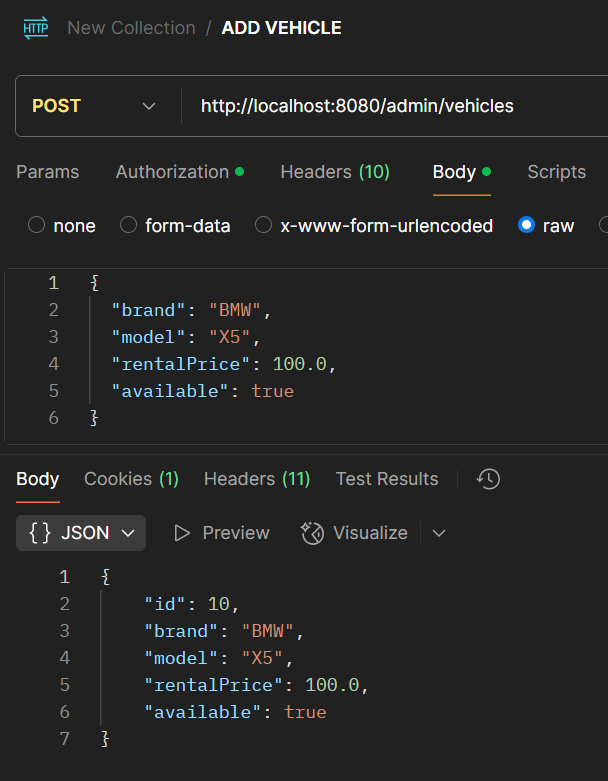 HTTP New Collection / ADD VEHICLE
POST http://localhost:8080/admin/vehicles
Params Authorization Headers (10) Body Scripts
none form-data x-www-form-urlencoded raw
1 {
2 "brand": "BMW",
3 "model": "X5",
4 "rentalPrice": 100.0,
5 "available": true
6 }
Body Cookies (1) Headers (11) Test Results
{} JSON Preview Visualize
1 {
2 "id": 10,
3 "brand": "BMW",
4 "model": "X5",
5 "rentalPrice": 100.0,
6 "available": true
7 }